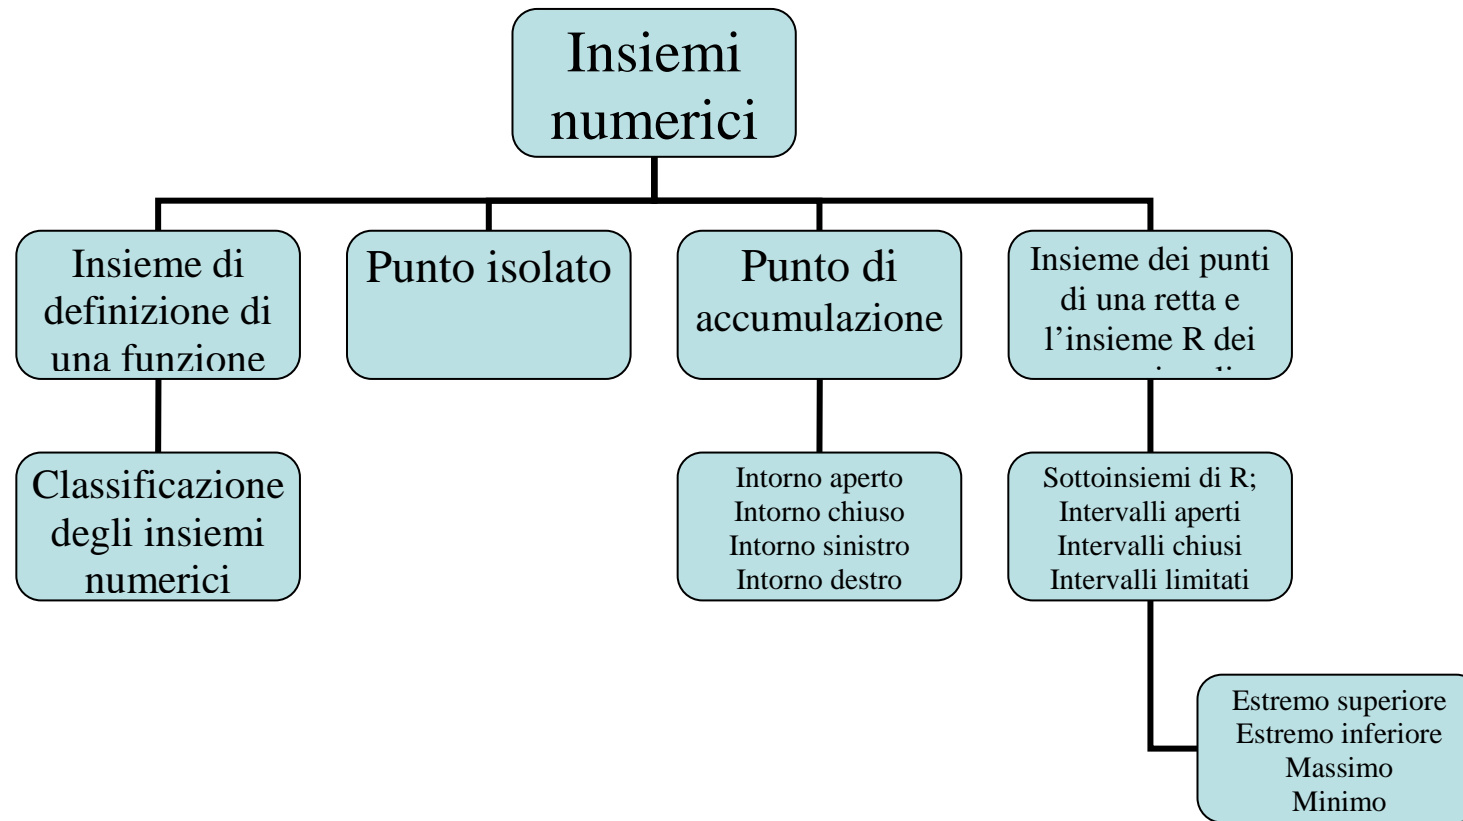 Insiemi
numerici
Insieme di
definizione di
una funzione
Punto isolato
Punto di
accumulazione
Insieme dei punti
di una retta e
l’insieme R dei
Classificazione
degli insiemi
numerici
Intorno aperto
Intorno chiuso
Intorno sinistro
Intorno destro
Sottoinsiemi di R;
Intervalli aperti
Intervalli chiusi
Intervalli limitati
Estremo superiore
Estremo inferiore
Massimo
Minimo